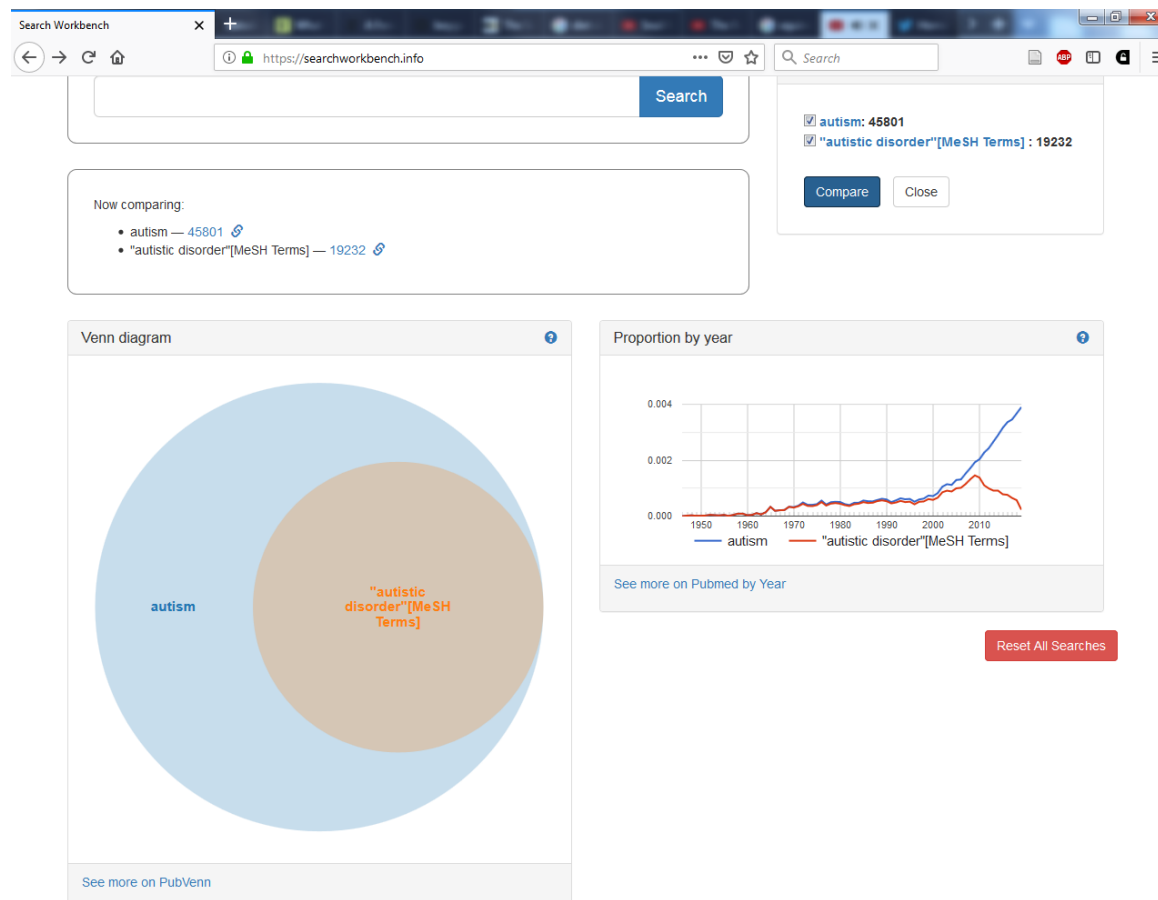 Search Workbench
https://searchworkbench.info
Search
Search
autism: 45801
"autistic disorder"[MeSH Terms] : 19232
Compare
Close
Now comparing:
autism — 45801
"autistic disorder"[MeSH Terms] — 19232
Venn diagram
autism
"autistic
disorder"[MeSH
Terms]
See more on PubVenn
Proportion by year
0.004
0.002
0.000
1950 1960 1970 1980 1990 2000 2010
autism "autistic disorder"[MeSH Terms]
See more on Pubmed by Year
Reset All Searches
ABP